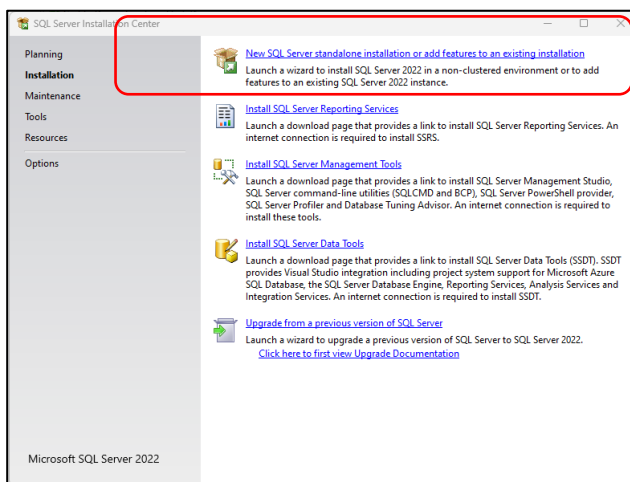 SQL Server Installation Center
Planning
Installation
Maintenance
Tools
Resources
Options
New SQL Server standalone installation or add features to an existing installation
Launch a wizard to install SQL Server 2022 in a non-clustered environment or to add
features to an existing SQL Server 2022 instance.
Install SQL Server Reporting Services
Launch a download page that provides a link to install SQL Server Reporting Services. An
internet connection is required to install SSRS.
Install SQL Server Management Tools
Launch a download page that provides a link to install SQL Server Management Studio,
SQL Server command-line utilities (SQLCMD and BCP), SQL Server PowerShell provider,
SQL Server Profiler and Database Tuning Advisor. An internet connection is required to
install these tools.
Install SQL Server Data Tools
Launch a download page that provides a link to install SQL Server Data Tools (SSDT). SSDT
provides Visual Studio integration including project system support for Microsoft Azure
SQL Database, the SQL Server Database Engine, Reporting Services, Analysis Services and
Integration Services. An internet connection is required to install SSDT.
Upgrade from a previous version of SQL Server
Launch a wizard to upgrade a previous version of SQL Server to SQL Server 2022.
Click here to first view Upgrade Documentation
Microsoft SQL Server 2022